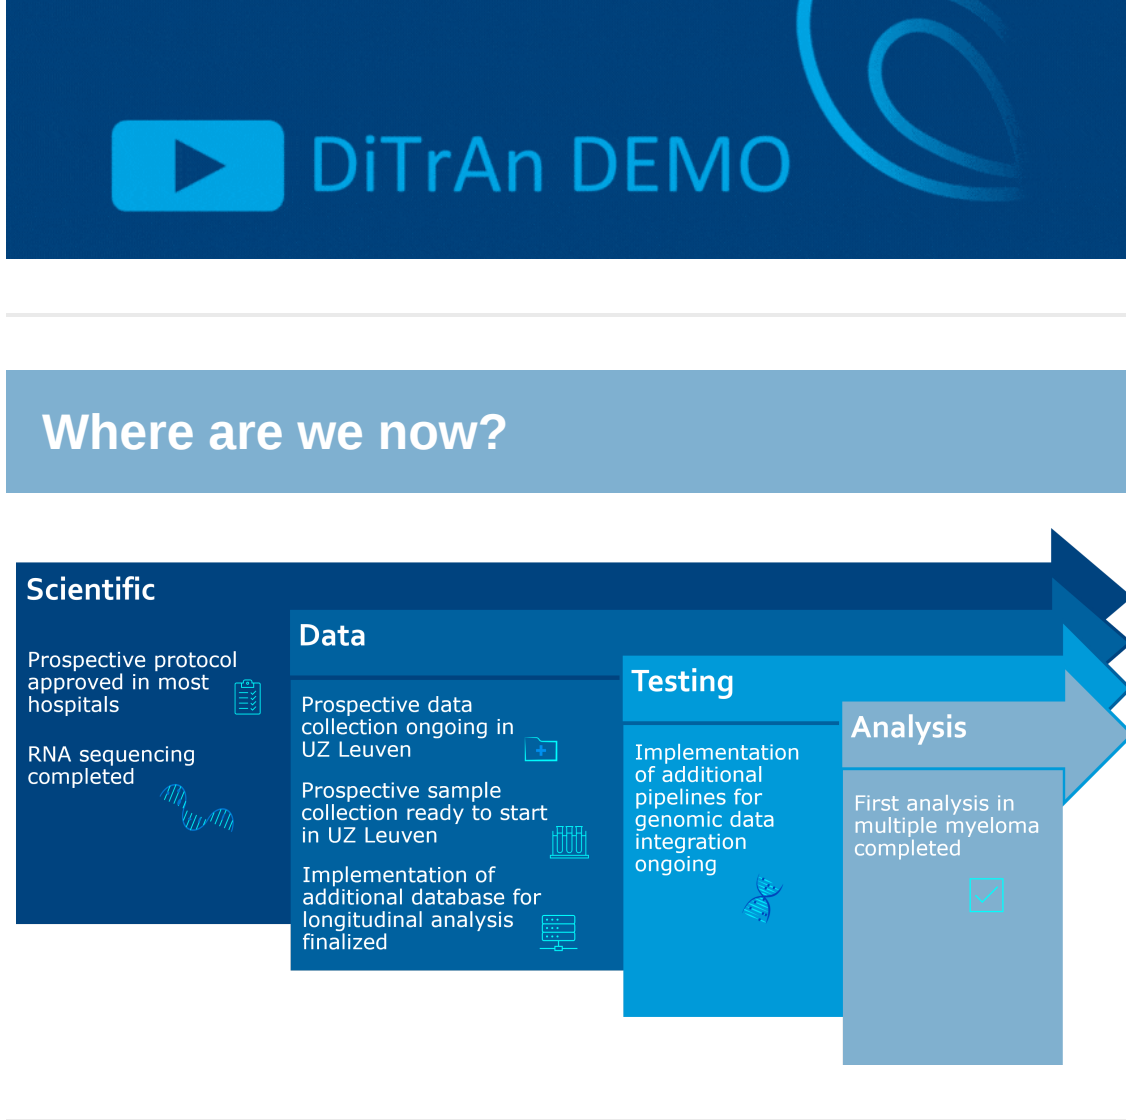 DiTrAn DEMO
Where are we now?
Scientific
Prospective protocol
approved in most
hospitals
RNA sequencing
completed
Data
Prospective data
collection ongoing in
UZ Leuven
Prospective sample
collection ready to start
in UZ Leuven
Implementation of
additional database for
longitudinal analysis
finalized
Testing
Implementation
of additional
pipelines for
genomic data
integration
ongoing
Analysis
First analysis in
multiple myeloma
completed